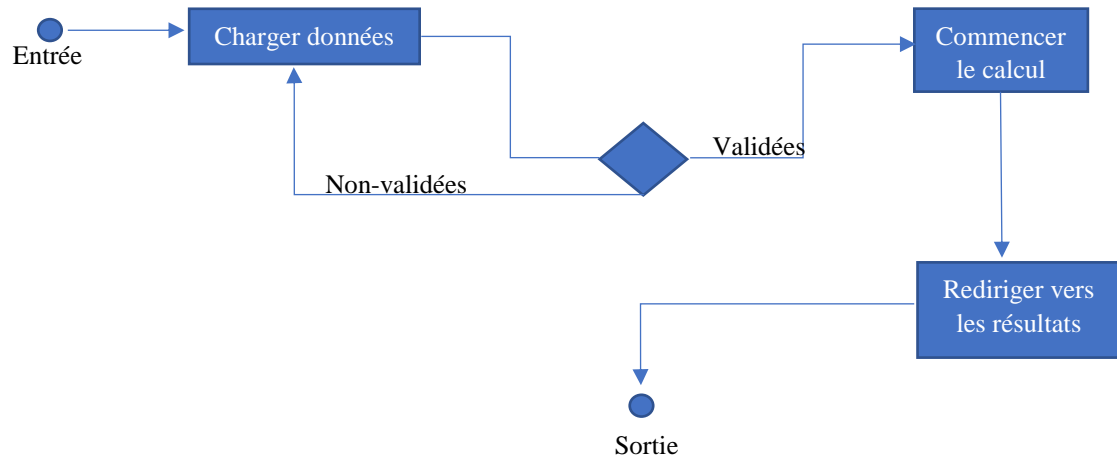 Entrée
Charger données
Commencer
le calcul
Validées
Non-validées
Rediriger vers
les résultats
Sortie